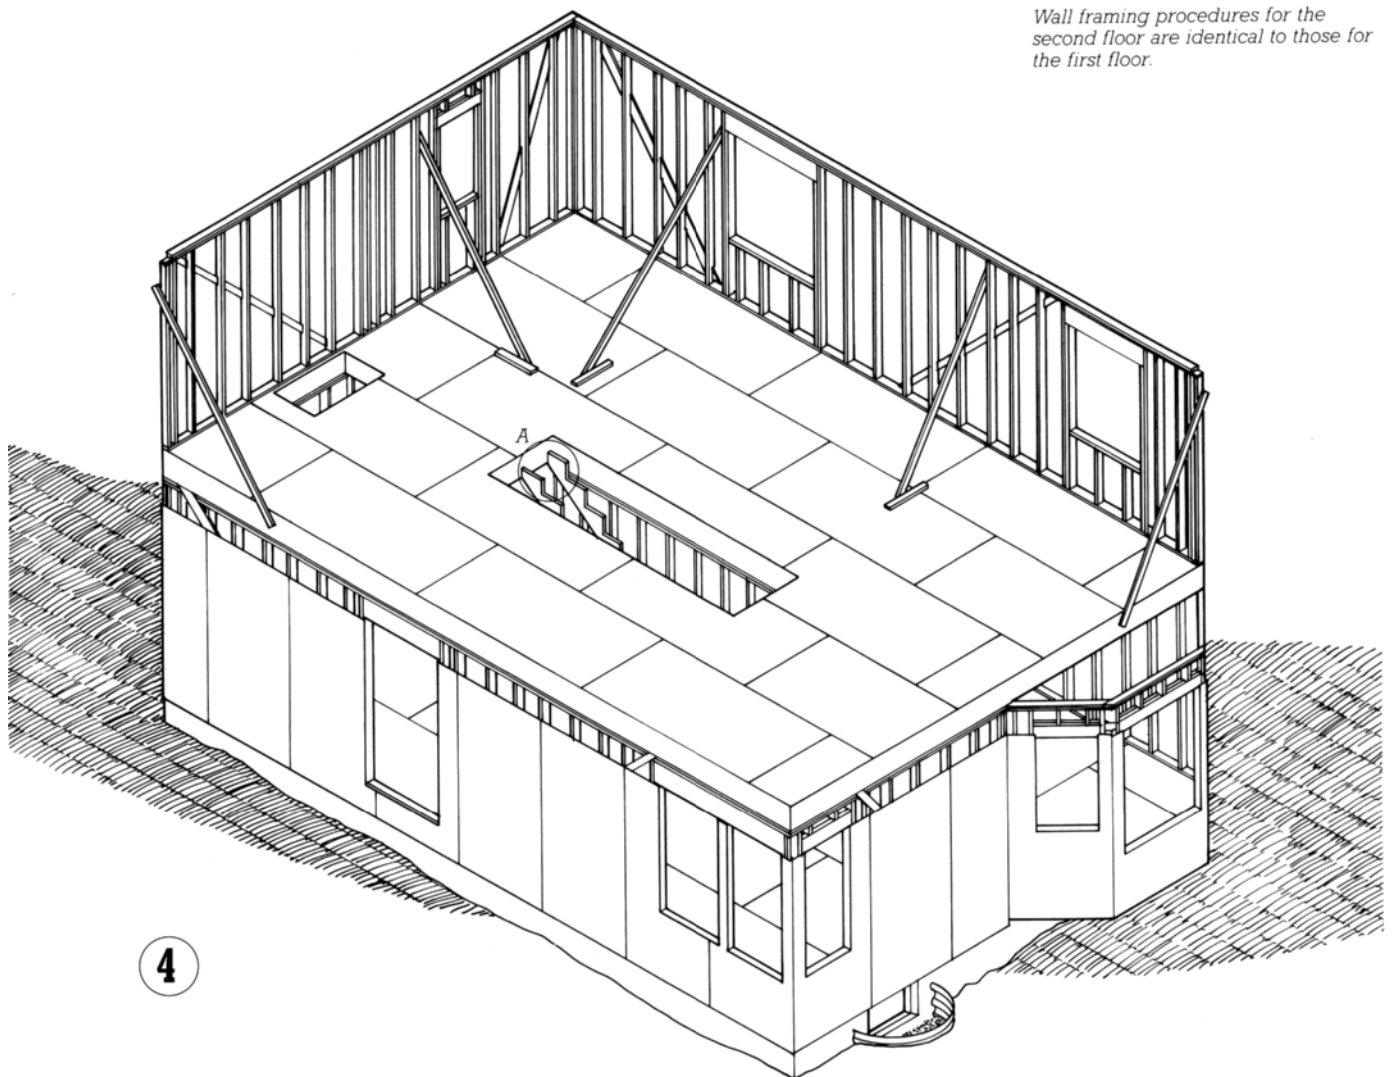 Wall framing procedures for the
second floor are identical to those for
the first floor.
A
4